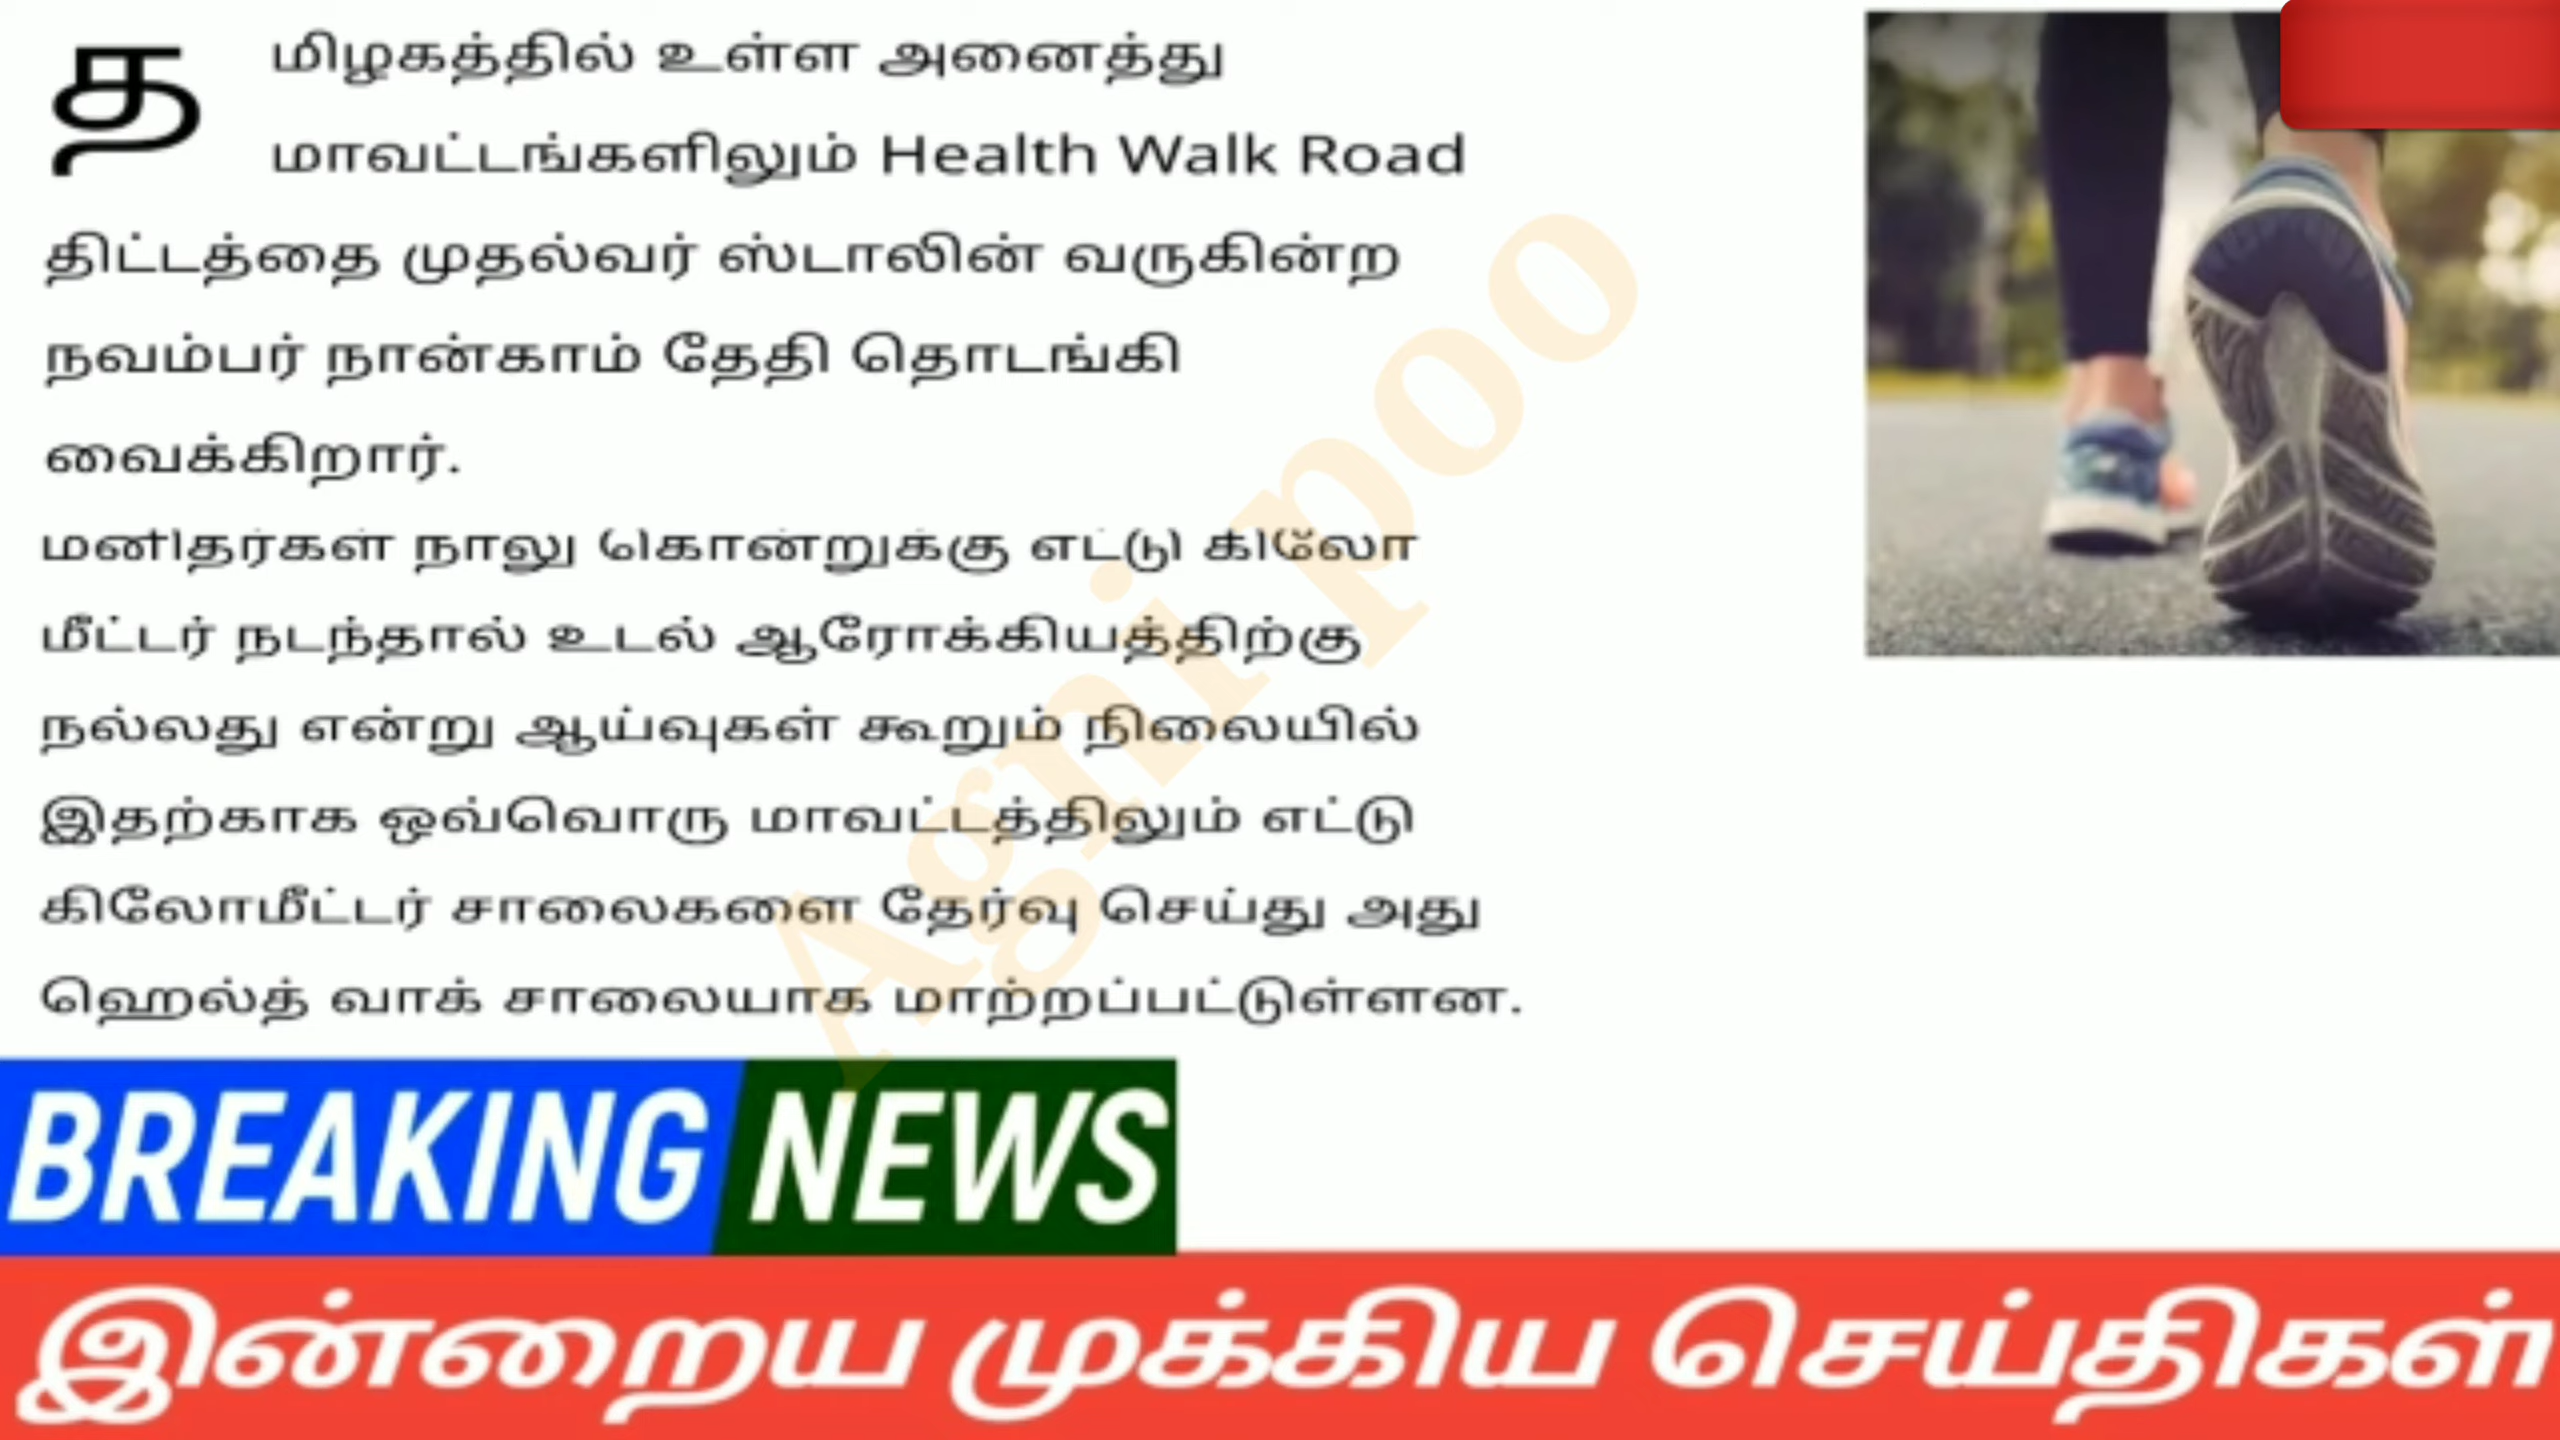 தமிழகத்தில் உள்ள அனைத்து
மாவட்டங்களிலும் Health Walk Road
திட்டத்தை முதல்வர் ஸ்டாலின் வருகின்ற
நவம்பர் நான்காம் தேதி தொடங்கி
வைக்கிறார்.
மனிதர்கள் நாலு கொன்றுக்கு எட்டு கிலோ
மீட்டர் நடந்தால் உடல் ஆரோக்கியத்திற்கு
நல்லது என்று ஆய்வுகள் கூறும் நிலையில்
இதற்காக ஒவ்வொரு மாவட்டத்திலும் எட்டு
கிலோமீட்டர் சாலைகளை தேர்வு செய்து அது
ஹெல்த் வாக் சாலையாக மாற்றப்பட்டுள்ளன.
Agni poo
BREAKING NEWS
இன்றைய முக்கிய செய்திகள்